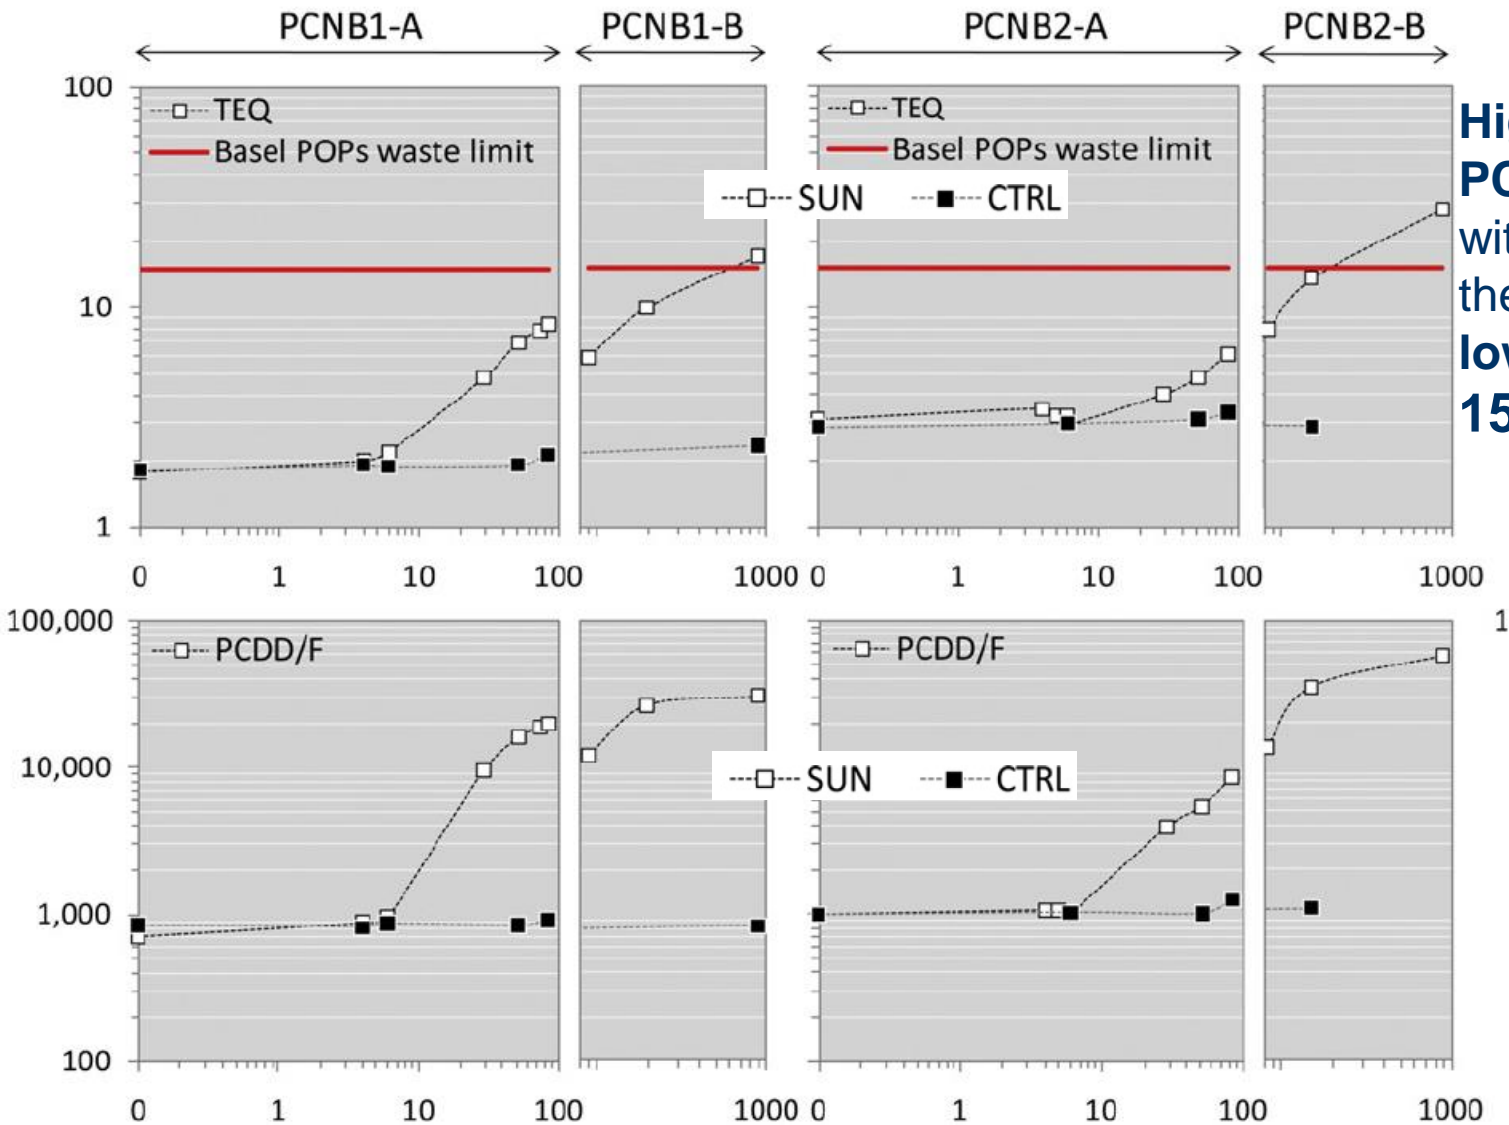 PCNB1-A PCNB1-B PCNB2-A PCNB2-B
100
TEQ
Basel POPs waste limit
TEQ
Basel POPs waste limit
SUN CTRL
10
1
0 1 10 100 1000 0 1 10 100 1000
15
100,000
PCDD/F
PCDD/F
SUN CTRL
10,000
1,000
100
0 1 10 100 1000 0 1 10 100 1000